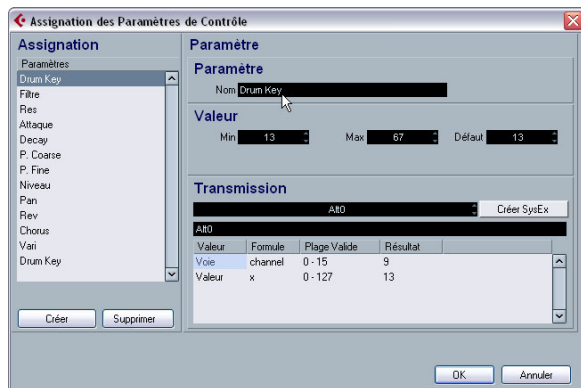 Assignation des Paramètres de Contrôle
Assignation
Paramètres
Drum Key
Filtre
Res
Attaque
Decay
P. Coarse
P. Fine
Niveau
Pan
Rev
Chorus
Vari
Drum Key
Créer Supprimer
Paramètre
Paramètre
Nom Drum Key
Valeur
Min 13 Max 67 Défaut 13
Transmission
Alt0 Créer SysEx
Alt0
Valeur Formule Plage Valide Résultat
Voie channel 0 - 15 9
Valeur x 0 - 127 13
OK Annuler